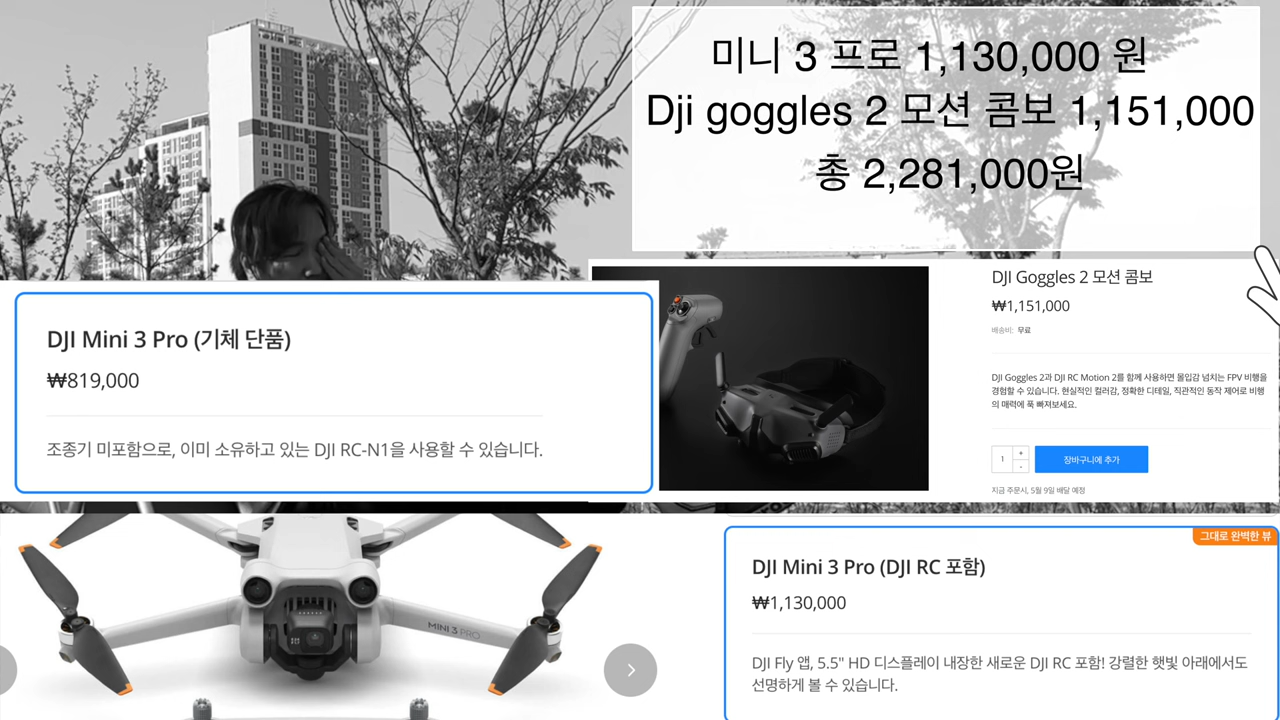 미니 3 프로 1,130,000 원
Dji goggles 2 모션 콤보 1,151,000
총 2,281,000원
DJI Mini 3 Pro (기체 단품)
₩819,000
조종기 미포함으로, 이미 소유하고 있는 DJI RC-N1을 사용할 수 있습니다.
DJI Goggles 2 모션 콤보
₩1,151,000
배송비: 무료
DJI Goggles 2과 DJI RC Motion 2를 함께 사용하면 몰입감 넘치는 FPV 비행을
경험할 수 있습니다. 현실적인 컬러감, 정확한 디테일, 직관적인 동작 제어로 비행
의 매력에 푹 빠져보세요.
1
+
-
장바구니에 추가
지금 주문시, 5월 9일 배달 예정
MINI 3 PRO
그대로 완벽한 뷰
DJI Mini 3 Pro (DJI RC 포함)
₩1,130,000
DJI Fly 앱, 5.5" HD 디스플레이 내장한 새로운 DJI RC 포함! 강렬한 햇빛 아래에서도
선명하게 볼 수 있습니다.